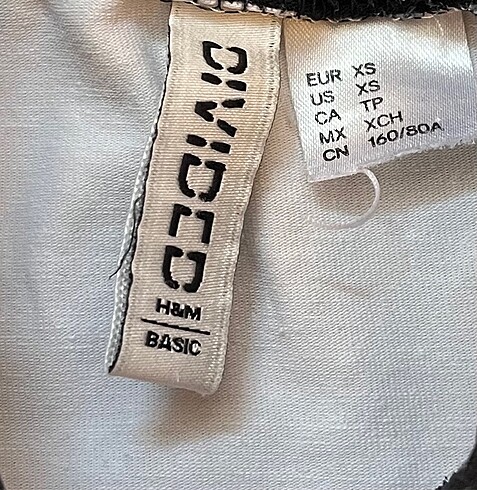 DIVIDED
H&M
BASIC
EUR XS
US XS
CA TP
MX XCH
CN 160/80A